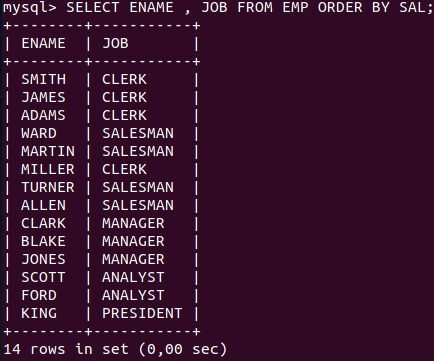 mysql> SELECT ENAME , JOB FROM EMP ORDER BY SAL;
+--------+-----------+
| ENAME  | JOB       |
+--------+-----------+
| SMITH  | CLERK     |
| JAMES  | CLERK     |
| ADAMS  | CLERK     |
| WARD   | SALESMAN  |
| MARTIN | SALESMAN  |
| MILLER | CLERK     |
| TURNER | SALESMAN  |
| ALLEN  | SALESMAN  |
| CLARK  | MANAGER   |
| BLAKE  | MANAGER   |
| JONES  | MANAGER   |
| SCOTT  | ANALYST   |
| FORD   | ANALYST   |
| KING   | PRESIDENT |
+--------+-----------+
14 rows in set (0,00 sec)